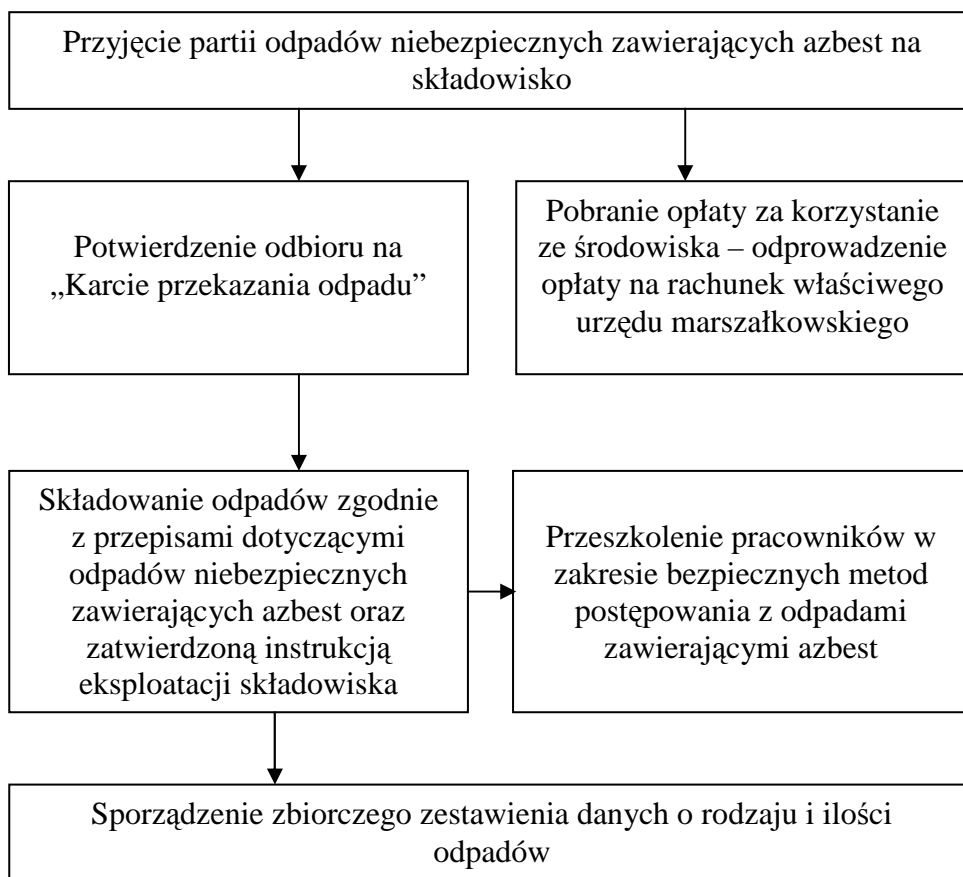 Przyjęcie partii odpadów niebezpiecznych zawierających azbest na
składowisko
Potwierdzenie odbioru na
„Karcie przekazania odpadu”
Pobranie opłaty za korzystanie
ze środowiska – odprowadzenie
opłaty na rachunek właściwego
urzędu marszałkowskiego
Składowanie odpadów zgodnie
z przepisami dotyczącymi
odpadów niebezpiecznych
zawierających azbest oraz
zatwierdzoną instrukcją
eksploatacji składowiska
Przeszkolenie pracowników w
zakresie bezpiecznych metod
postępowania z odpadami
zawierającymi azbest
Sporządzenie zbiorczego zestawienia danych o rodzaju i ilości
odpadów